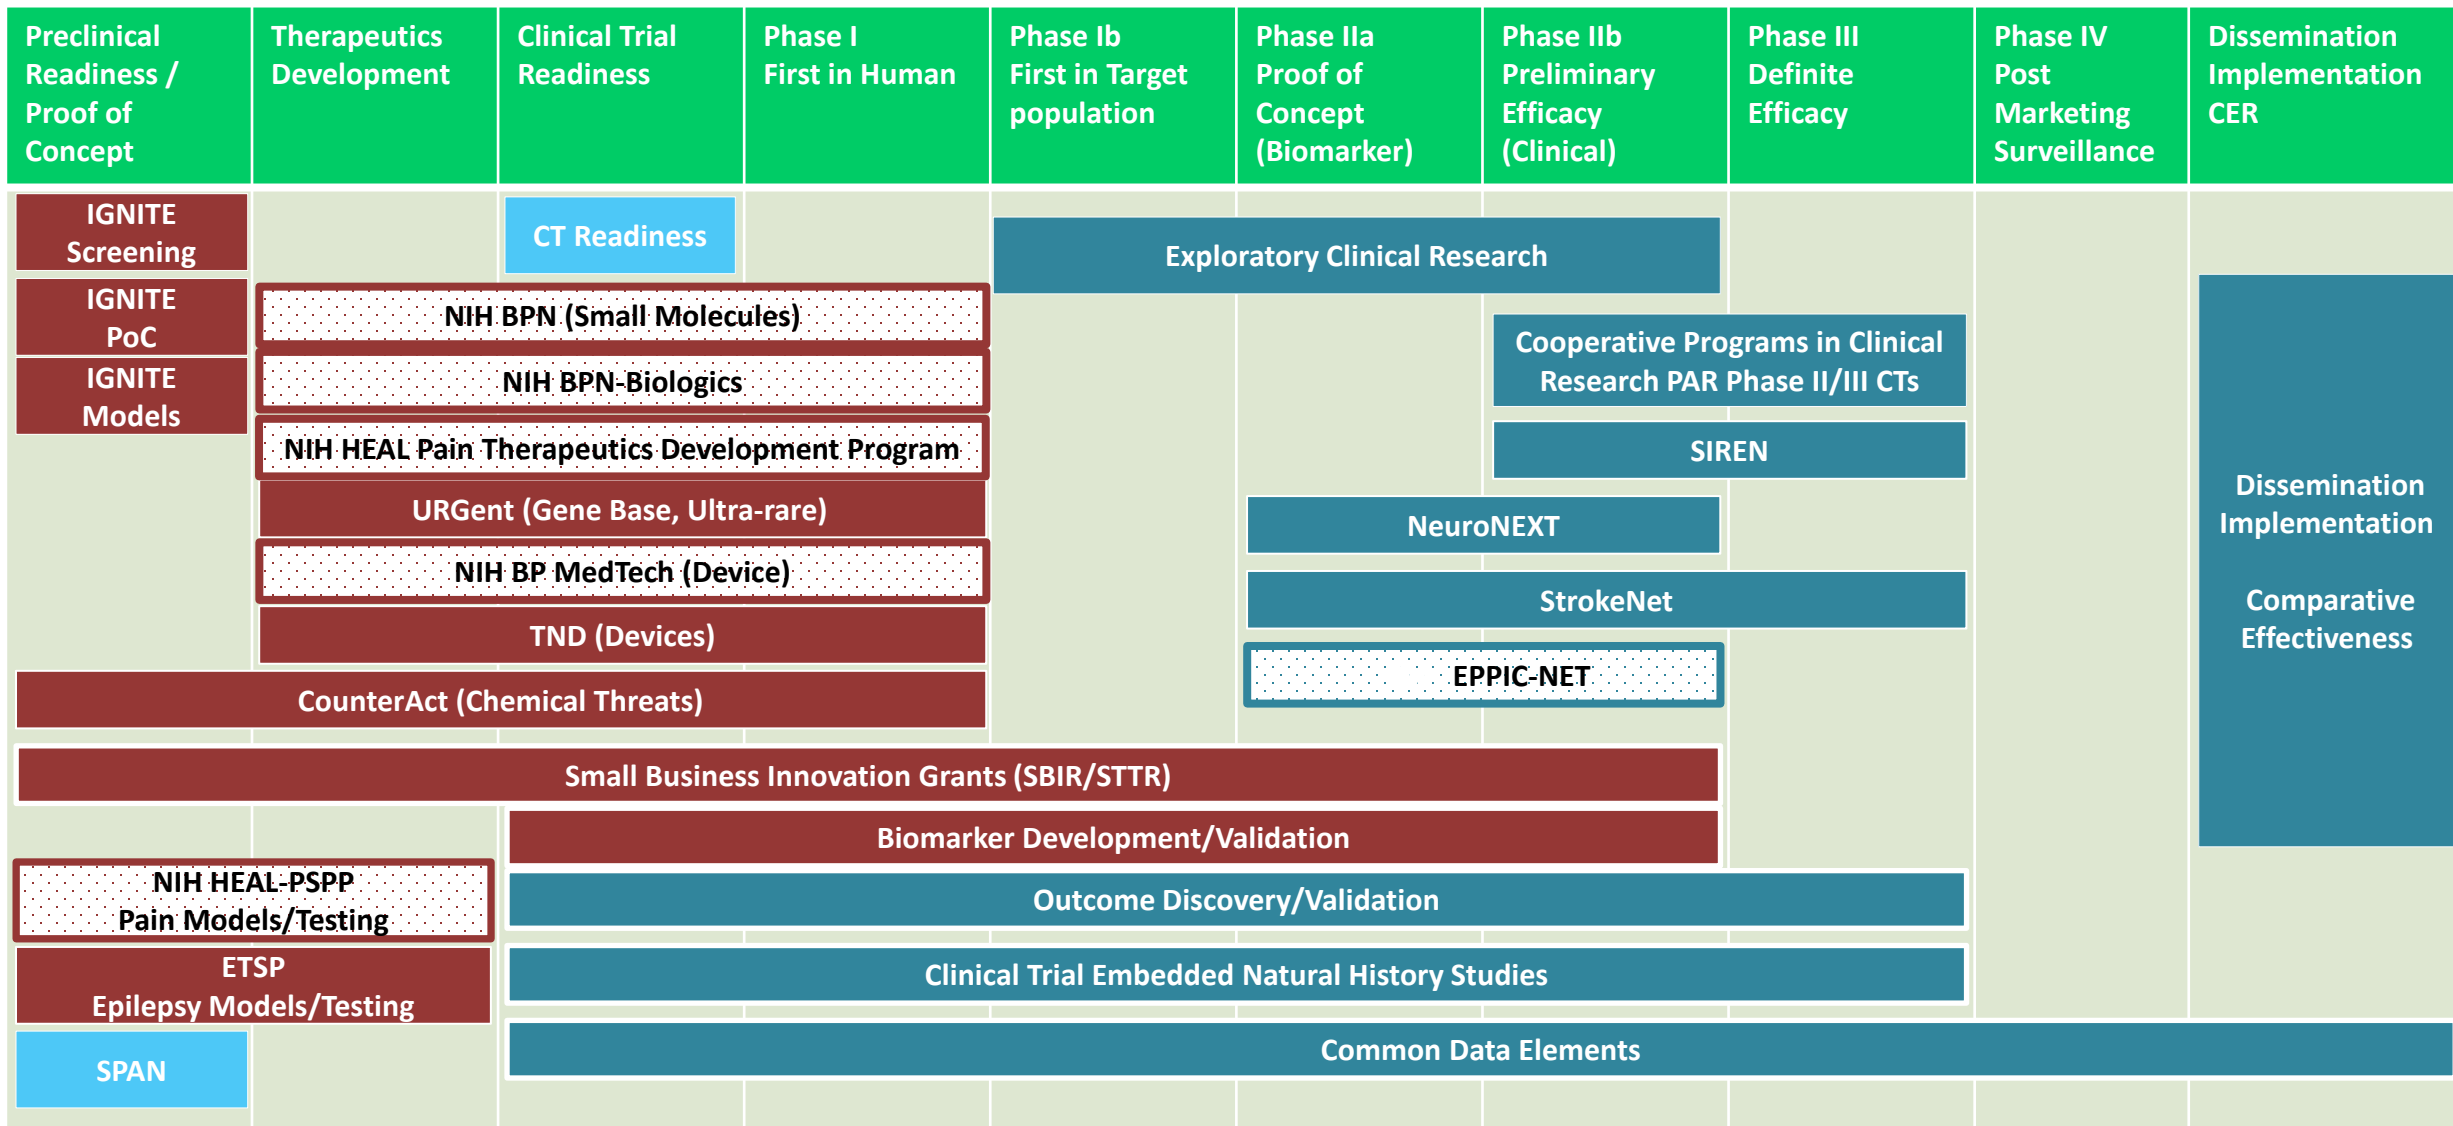 Preclinical
Readiness /
Proof of
Concept
Therapeutics
Development
Clinical Trial
Readiness
Phase I
First in Human
Phase Ib
First in Target
population
Phase IIa
Proof of
Concept
(Biomarker)
Phase IIb
Preliminary
Efficacy
(Clinical)
Phase III
Definite
Efficacy
Phase IV
Post
Marketing
Surveillance
Dissemination
Implementation
CER
IGNITE
Screening
CT Readiness
Exploratory Clinical Research
IGNITE
PoC
NIH BPN (Small Molecules)
IGNITE
Models
NIH BPN-Biologics
Cooperative Programs in Clinical
Research PAR Phase II/III CTs
NIH HEAL Pain Therapeutics Development Program
SIREN
URGent (Gene Base, Ultra-rare)
NeuroNEXT
NIH BP MedTech (Device)
StrokeNet
TND (Devices)
EPPIC-NET
CounterAct (Chemical Threats)
Dissemination
Implementation
Comparative
Effectiveness
Small Business Innovation Grants (SBIR/STTR)
Biomarker Development/Validation
NIH HEAL-PSPP
Pain Models/Testing
Outcome Discovery/Validation
ETSP
Epilepsy Models/Testing
Clinical Trial Embedded Natural History Studies
SPAN
Common Data Elements